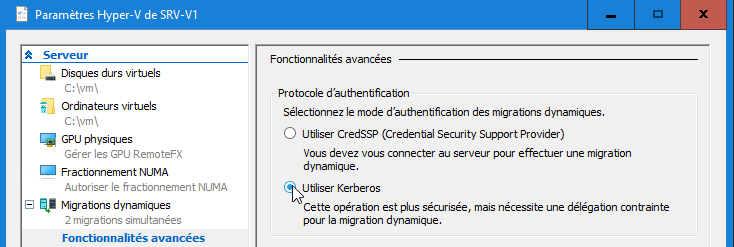 Paramètres Hyper-V de SRV-V1
Serveur
Disques durs virtuels
C:\vm\
Ordinateurs virtuels
C:\vm\
GPU physiques
Gérer les GPU RemoteFX
Fractionnement NUMA
Autoriser le fractionnement NUMA
Migrations dynamiques
2 migrations simultanées
Fonctionnalités avancées
Fonctionnalités avancées
Protocole d'authentification
Sélectionnez le mode d'authentification des migrations dynamiques.
Utiliser CredSSP (Credential Security Support Provider)
Vous devez vous connecter au serveur pour effectuer une migration
dynamique.
Utiliser Kerberos
Cette opération est plus sécurisée, mais nécessite une délégation contrainte
pour la migration dynamique.